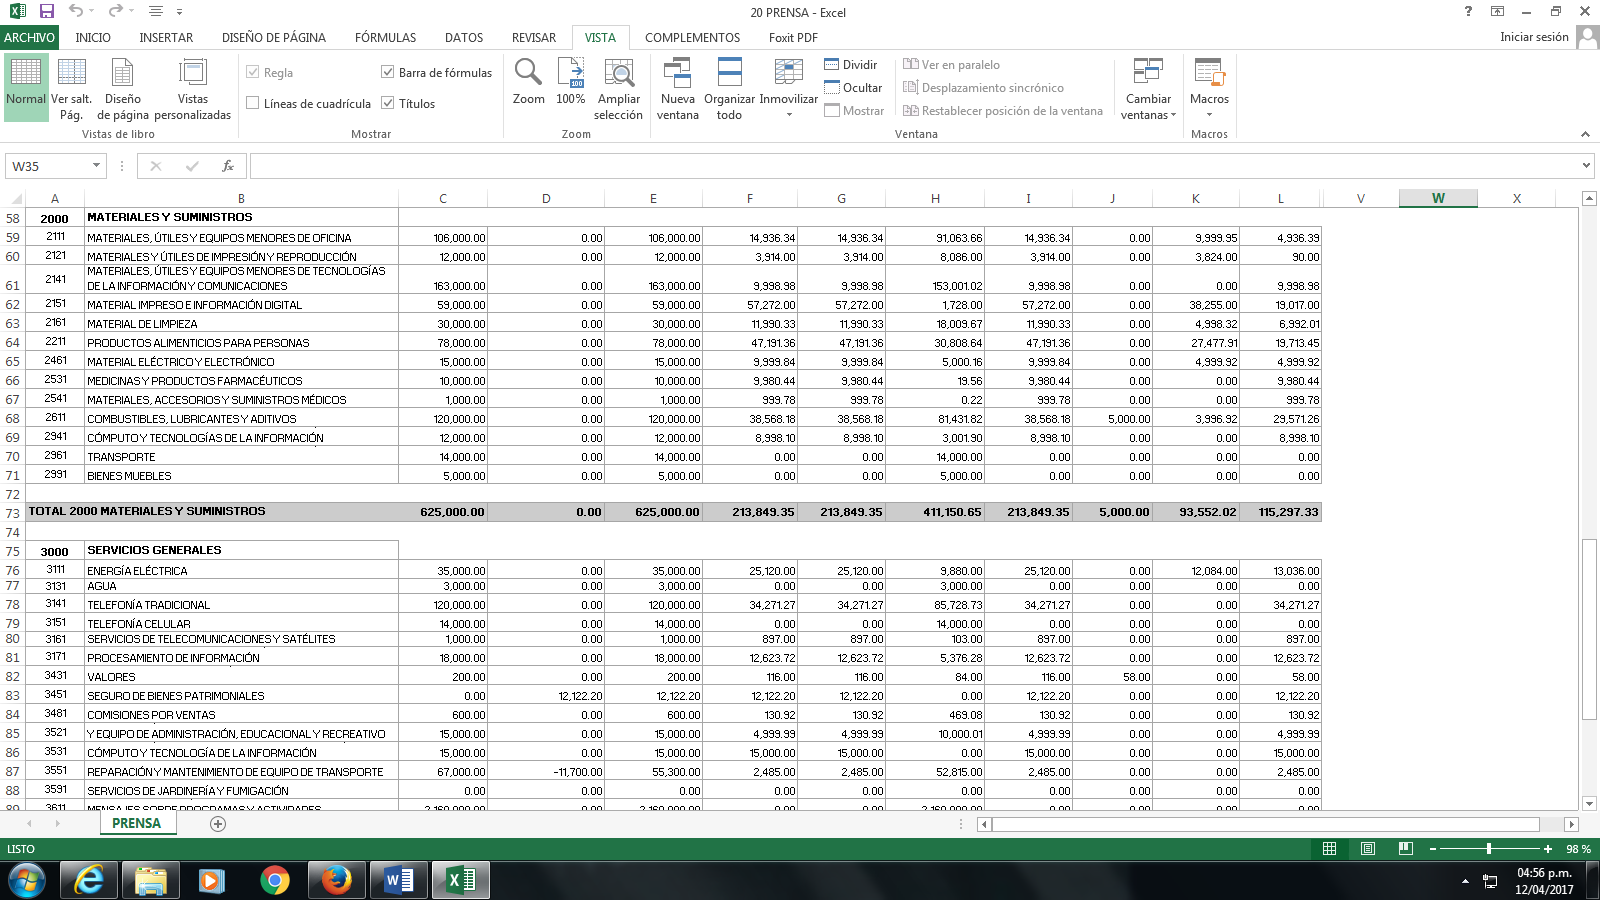 20 PRENSA - Excel
ARCHIVO INICIO INSERTAR DISEÑO DE PÁGINA FÓRMULAS DATOS REVISAR VISTA COMPLEMENTOS Foxit PDF Iniciar sesión
Normal Ver salt. Pág. Diseño de página Vistas personalizadas
Vistas de libro
Regla Barra de fórmulas
Líneas de cuadrícula Títulos
Mostrar
Zoom 100% Ampliar selección
Zoom
Nueva ventana Organizar todo Inmovilizar
Dividir Ver en paralelo
Ocultar Desplazamiento sincrónico
Mostrar Restablecer posición de la ventana
Cambiar ventanas
Ventana
Macros
Macros
W35 fx
A B C D E F G H I J K L V W X
58 2000 MATERIALES Y SUMINISTROS
59 2111 MATERIALES, ÚTILES Y EQUIPOS MENORES DE OFICINA 106,000.00 0.00 106,000.00 14,936.34 14,936.34 91,063.66 14,936.34 0.00 9,999.95 4,936.39
60 2121 MATERIALES Y ÚTILES DE IMPRESIÓN Y REPRODUCCIÓN 12,000.00 0.00 12,000.00 3,914.00 3,914.00 8,086.00 3,914.00 0.00 3,824.00 90.00
MATERIALES, ÚTILES Y EQUIPOS MENORES DE TECNOLOGÍAS
61 2141 DE LA INFORMACIÓN Y COMUNICACIONES 163,000.00 0.00 163,000.00 9,998.98 9,998.98 153,001.02 9,998.98 0.00 0.00 9,998.98
62 2151 MATERIAL IMPRESO E INFORMACIÓN DIGITAL 59,000.00 0.00 59,000.00 57,272.00 57,272.00 1,728.00 57,272.00 0.00 38,255.00 19,017.00
63 2161 MATERIAL DE LIMPIEZA 30,000.00 0.00 30,000.00 11,990.33 11,990.33 18,009.67 11,990.33 0.00 4,998.32 6,992.01
64 2211 PRODUCTOS ALIMENTICIOS PARA PERSONAS 78,000.00 0.00 78,000.00 47,191.36 47,191.36 30,808.64 47,191.36 0.00 27,477.91 19,713.45
65 2461 MATERIAL ELÉCTRICO Y ELECTRÓNICO 15,000.00 0.00 15,000.00 9,999.84 9,999.84 5,000.16 9,999.84 0.00 4,999.92 4,999.92
66 2531 MEDICINAS Y PRODUCTOS FARMACÉUTICOS 10,000.00 0.00 10,000.00 9,980.44 9,980.44 19.56 9,980.44 0.00 0.00 9,980.44
67 2541 MATERIALES, ACCESORIOS Y SUMINISTROS MÉDICOS 1,000.00 0.00 1,000.00 999.78 999.78 0.22 999.78 0.00 0.00 999.78
68 2611 COMBUSTIBLES, LUBRICANTES Y ADITIVOS 120,000.00 0.00 120,000.00 38,568.18 38,568.18 81,431.82 38,568.18 5,000.00 3,996.92 29,571.26
69 2941 CÓMPUTO Y TECNOLOGÍAS DE LA INFORMACIÓN 12,000.00 0.00 12,000.00 8,998.10 8,998.10 3,001.90 8,998.10 0.00 0.00 8,998.10
70 2961 TRANSPORTE 14,000.00 0.00 14,000.00 0.00 0.00 14,000.00 0.00 0.00 0.00 0.00
71 2991 BIENES MUEBLES 5,000.00 0.00 5,000.00 0.00 0.00 5,000.00 0.00 0.00 0.00 0.00
72
73 TOTAL 2000 MATERIALES Y SUMINISTROS 625,000.00 0.00 625,000.00 213,849.35 213,849.35 411,150.65 213,849.35 5,000.00 93,552.02 115,297.33
74
75 3000 SERVICIOS GENERALES
76 3111 ENERGÍA ELÉCTRICA 35,000.00 0.00 35,000.00 25,120.00 25,120.00 9,880.00 25,120.00 0.00 12,084.00 13,036.00
77 3131 AGUA 3,000.00 0.00 3,000.00 0.00 0.00 3,000.00 0.00 0.00 0.00 0.00
78 3141 TELEFONÍA TRADICIONAL 120,000.00 0.00 120,000.00 34,271.27 34,271.27 85,728.73 34,271.27 0.00 0.00 34,271.27
79 3151 TELEFONÍA CELULAR 14,000.00 0.00 14,000.00 0.00 0.00 14,000.00 0.00 0.00 0.00 0.00
80 3161 SERVICIOS DE TELECOMUNICACIONES Y SATÉLITES 1,000.00 0.00 1,000.00 897.00 897.00 103.00 897.00 0.00 0.00 897.00
81 3171 PROCESAMIENTO DE INFORMACIÓN 18,000.00 0.00 18,000.00 12,623.72 12,623.72 5,376.28 12,623.72 0.00 0.00 12,623.72
82 3431 VALORES 200.00 0.00 200.00 116.00 116.00 84.00 116.00 58.00 0.00 58.00
83 3451 SEGURO DE BIENES PATRIMONIALES 0.00 12,122.20 12,122.20 12,122.20 12,122.20 0.00 12,122.20 0.00 0.00 12,122.20
84 3481 COMISIONES POR VENTAS 600.00 0.00 600.00 130.92 130.92 469.08 130.92 0.00 0.00 130.92
85 3521 Y EQUIPO DE ADMINISTRACIÓN, EDUCACIONAL Y RECREATIVO 15,000.00 0.00 15,000.00 4,999.99 4,999.99 10,000.01 4,999.99 0.00 0.00 4,999.99
86 3531 CÓMPUTO Y TECNOLOGÍA DE LA INFORMACIÓN 15,000.00 0.00 15,000.00 15,000.00 15,000.00 0.00 15,000.00 0.00 0.00 15,000.00
87 3551 REPARACIÓN Y MANTENIMIENTO DE EQUIPO DE TRANSPORTE 67,000.00 -11,700.00 55,300.00 2,485.00 2,485.00 52,815.00 2,485.00 0.00 0.00 2,485.00
88 3591 SERVICIOS DE JARDINERÍA Y FUMIGACIÓN 0.00 0.00 0.00 0.00 0.00 0.00 0.00 0.00 0.00 0.00
89 3611 MENSAJES SOBRE PROGRAMAS Y ACTIVIDADES 2,160,000.00 0.00 2,160,000.00 0.00 0.00 2,160,000.00 0.00 0.00 0.00 0.00
PRENSA
LISTO 98 %
04:56 p.m.
12/04/2017